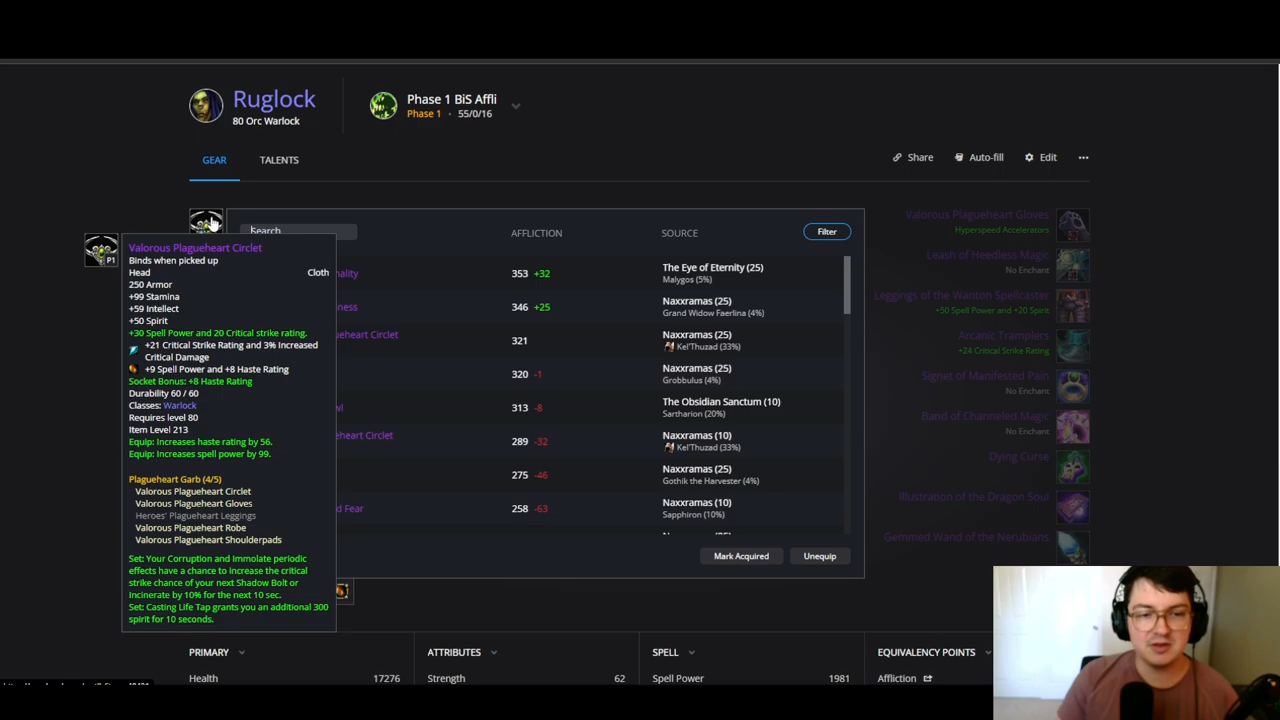 Ruglock
80 Orc Warlock
Phase 1 BiS Affli
Phase 1 · 55/0/16
GEAR
TALENTS
Share
Auto-fill
Edit
Search
AFFLICTION
SOURCE
Filter
353 +32
The Eye of Eternity (25)
Malygos (5%)
346 +25
Naxxramas (25)
Grand Widow Faerlina (4%)
321
Naxxramas (25)
Kel'Thuzad (33%)
320 -1
Naxxramas (25)
Grobbulus (4%)
313 -8
The Obsidian Sanctum (10)
Sartharion (20%)
289 -32
Naxxramas (10)
Kel'Thuzad (33%)
275 -46
Naxxramas (25)
Gothik the Harvester (4%)
258 -63
Naxxramas (10)
Sapphiron (10%)
Circlet
Circlet
d Fear
Mark Acquired
Unequip
P1
Valorous Plagueheart Circlet
Binds when picked up
Head Cloth
250 Armor
+99 Stamina
+59 Intellect
+50 Spirit
+30 Spell Power and 20 Critical strike rating.
+21 Critical Strike Rating and 3% Increased
Critical Damage
+9 Spell Power and +8 Haste Rating
Socket Bonus: +8 Haste Rating
Durability 60 / 60
Classes: Warlock
Requires level 80
Item Level 213
Equip: Increases haste rating by 56.
Equip: Increases spell power by 99.
Plagueheart Garb (4/5)
Valorous Plagueheart Circlet
Valorous Plagueheart Gloves
Heroes' Plagueheart Leggings
Valorous Plagueheart Robe
Valorous Plagueheart Shoulderpads
Set: Your Corruption and Immolate periodic
effects have a chance to increase the critical
strike chance of your next Shadow Bolt or
Incinerate by 10% for the next 10 sec.
Set: Casting Life Tap grants you an additional 300
spirit for 10 seconds.
Valorous Plagueheart Gloves
Hyperspeed Accelerators
Leash of Heedless Magic
No Enchant
Leggings of the Wanton Spellcaster
+50 Spell Power and +20 Spirit
Arcanic Tramplers
+24 Critical Strike Rating
Signet of Manifested Pain
No Enchant
Band of Channeled Magic
No Enchant
Dying Curse
Illustration of the Dragon Soul
Gemmed Wand of the Nerubians
No Enchant
PRIMARY
Health 17276
ATTRIBUTES
Strength 62
SPELL
Spell Power 1981
EQUIVALENCY POINTS
Affliction